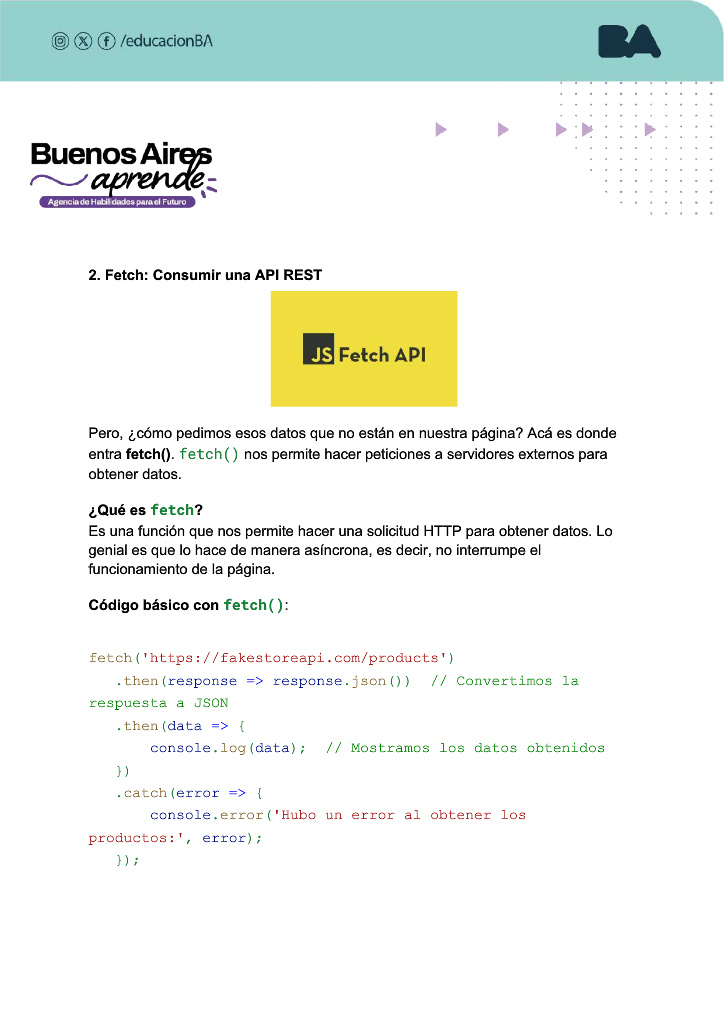 /educacionBA
BA
Buenos Aires
aprende
Agencia de Habilidades para el Futuro
2. Fetch: Consumir una API REST
JS Fetch API
Pero, ¿cómo pedimos esos datos que no están en nuestra página? Acá es donde
entra fetch(). fetch() nos permite hacer peticiones a servidores externos para
obtener datos.
¿Qué es fetch?
Es una función que nos permite hacer una solicitud HTTP para obtener datos. Lo
genial es que lo hace de manera asíncrona, es decir, no interrumpe el
funcionamiento de la página.
Código básico con fetch():
fetch('https://fakestoreapi.com/products')
   .then(response => response.json())  // Convertimos la
respuesta a JSON
   .then(data => {
       console.log(data);  // Mostramos los datos obtenidos
   })
   .catch(error => {
       console.error('Hubo un error al obtener los
productos:', error);
   });